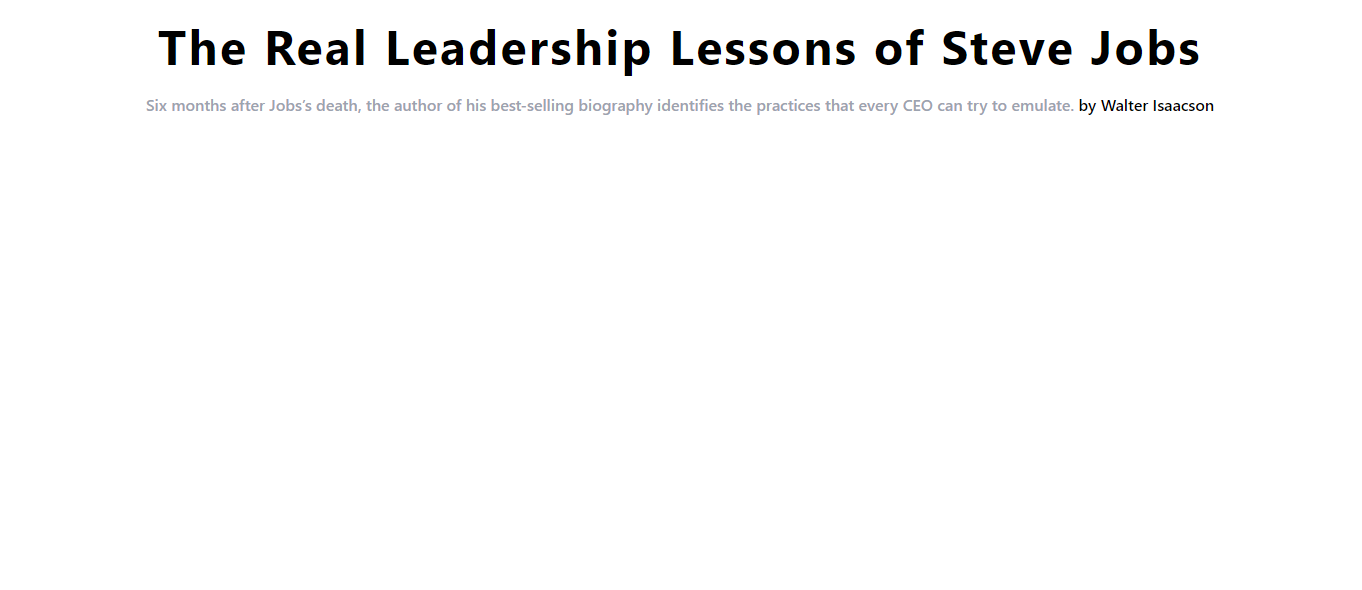 The Real Leadership Lessons of Steve Jobs
Six months after Jobs’s death, the author of his best-selling biography identifies the practices that every CEO can try to emulate. by Walter Isaacson